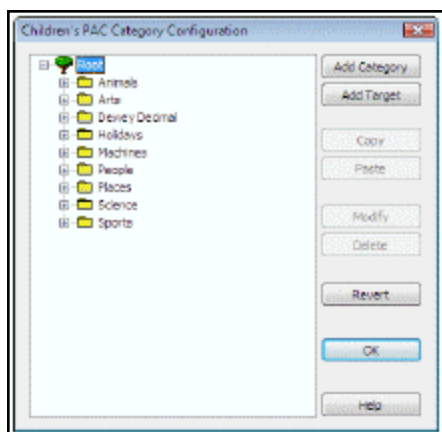 Children's PAC Category Configuration
Root
Animals
Arts
Dewey Decimal
Holidays
Machines
People
Places
Science
Sports
Add Category
Add Target
Copy
Paste
Modify
Delete
Revert
OK
Help